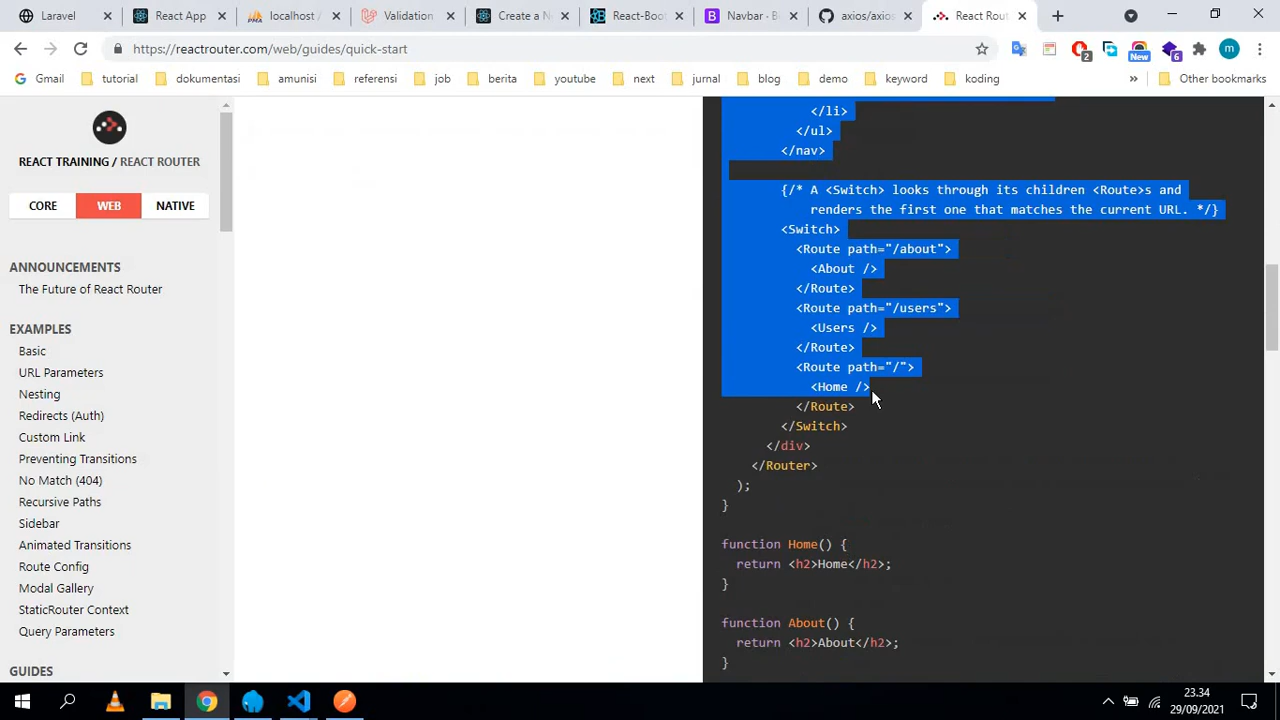 Laravel
React App
localhost /
Validation
Create a N
React-Boo
Navbar · B
axios/axios
React Rou
https://reactrouter.com/web/guides/quick-start
2
New
6
m
Gmail
tutorial
dokumentasi
amunisi
referensi
job
berita
youtube
next
jurnal
blog
demo
keyword
koding
»
Other bookmarks
REACT TRAINING / REACT ROUTER
CORE
WEB
NATIVE
ANNOUNCEMENTS
The Future of React Router
EXAMPLES
Basic
URL Parameters
Nesting
Redirects (Auth)
Custom Link
Preventing Transitions
No Match (404)
Recursive Paths
Sidebar
Animated Transitions
Route Config
Modal Gallery
StaticRouter Context
Query Parameters
GUIDES
</li>
</ul>
</nav>
{/* A <Switch> looks through its children <Route>s and
renders the first one that matches the current URL. */}
<Switch>
<Route path="/about">
<About />
</Route>
<Route path="/users">
<Users />
</Route>
<Route path="/">
<Home />
</Route>
</Switch>
</div>
</Router>
);
}
function Home() {
return <h2>Home</h2>;
}
function About() {
return <h2>About</h2>;
}
23.34
29/09/2021